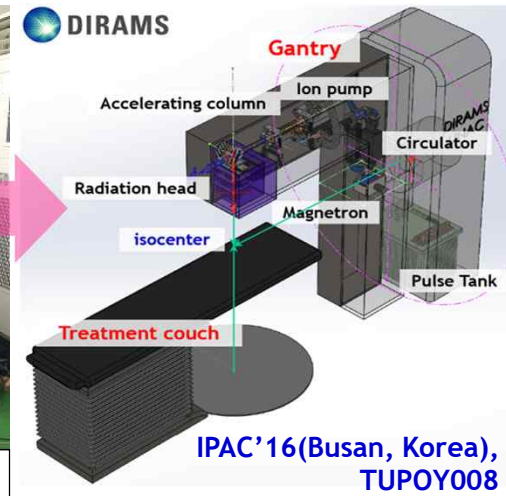 DIRAMS
Gantry
Ion pump
Accelerating column
DIRAMS
Circulator
Radiation head
Magnetron
isocenter
Pulse Tank
Treatment couch
IPAC’16(Busan, Korea),
TUPOY008